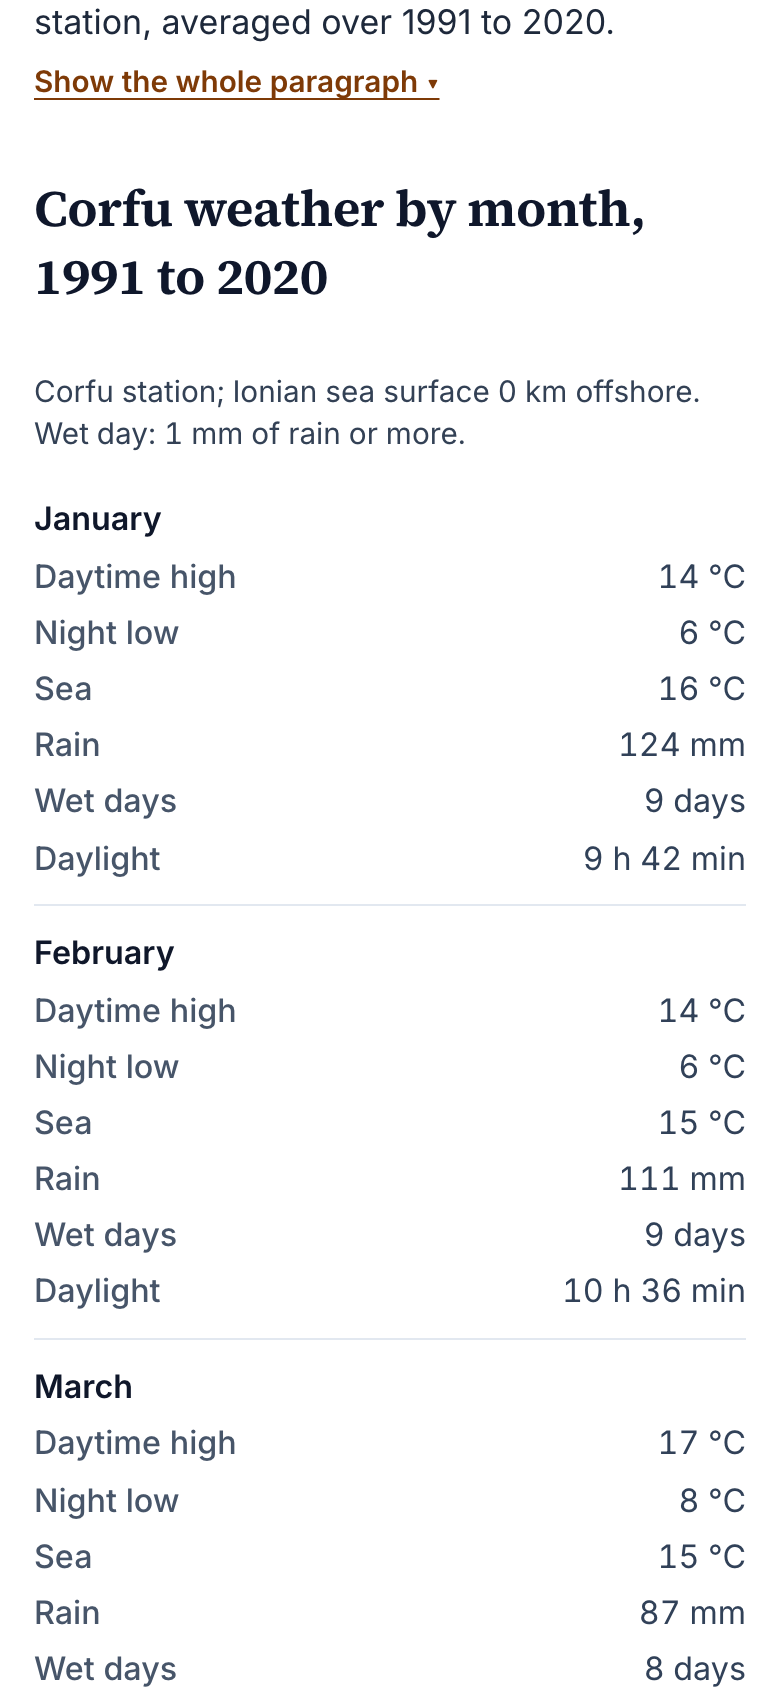 station, averaged over 1991 to 2020.
Show the whole paragraph ▾
Corfu weather by month,
1991 to 2020
Corfu station; Ionian sea surface 0 km offshore.
Wet day: 1 mm of rain or more.
January
Daytime high 14 °C
Night low 6 °C
Sea 16 °C
Rain 124 mm
Wet days 9 days
Daylight 9 h 42 min
February
Daytime high 14 °C
Night low 6 °C
Sea 15 °C
Rain 111 mm
Wet days 9 days
Daylight 10 h 36 min
March
Daytime high 17 °C
Night low 8 °C
Sea 15 °C
Rain 87 mm
Wet days 8 days